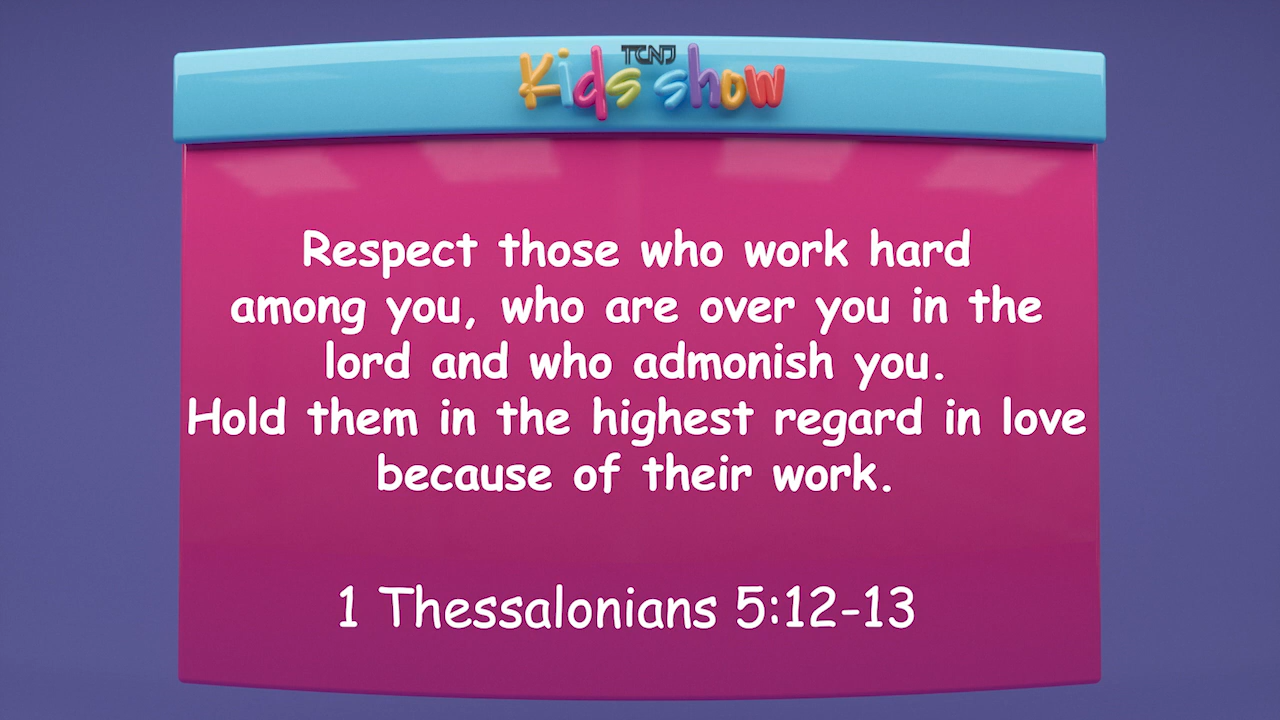 TCNJ
Kids show
Respect those who work hard
among you, who are over you in the
lord and who admonish you.
Hold them in the highest regard in love
because of their work.
1 Thessalonians 5:12-13